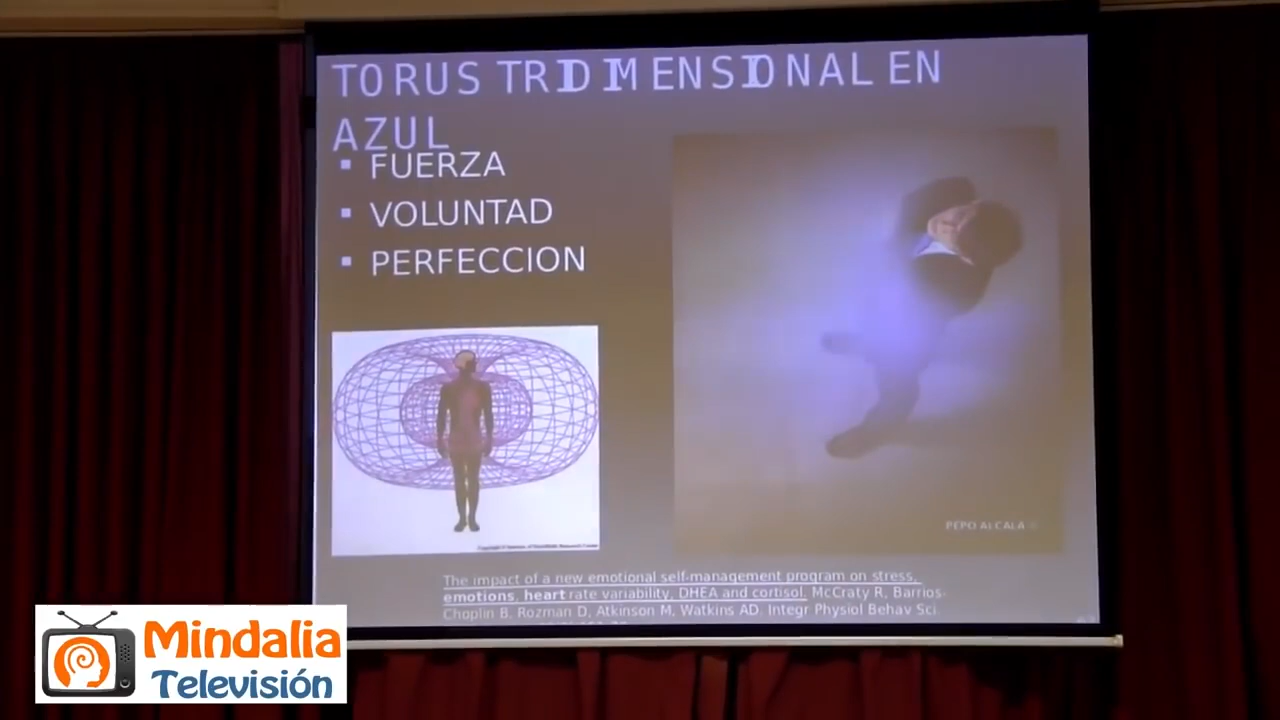 TORUS TRIDIMENSIONAL EN
AZUL
▪ FUERZA
▪ VOLUNTAD
▪ PERFECCION
PEPO ALCALA
The impact of a new emotional self-management program on stress,
emotions, heart rate variability, DHEA and cortisol. McCraty R, Barrios-
Choplin B, Rozman D, Atkinson M, Watkins AD. Integr Physiol Behav Sci.
Mindalia
Televisión